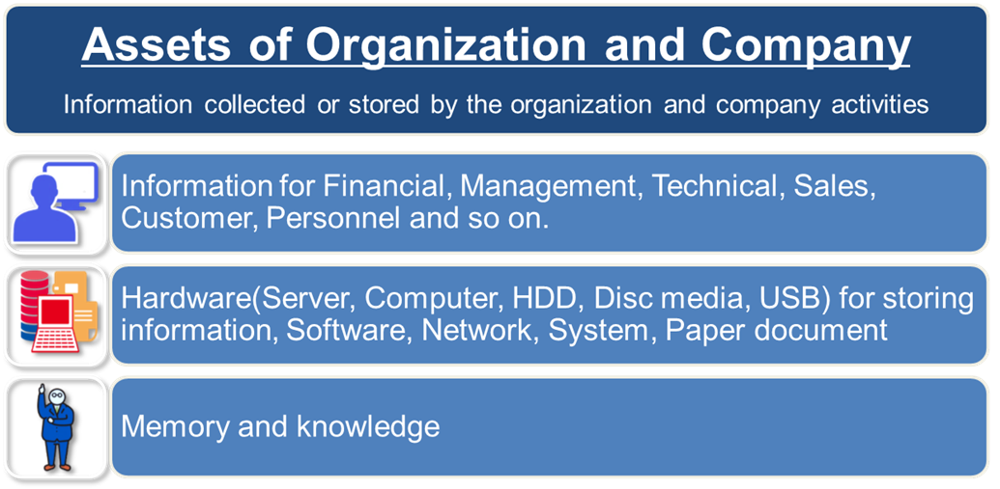 Assets of Organization and Company
Information collected or stored by the organization and company activities
Information for Financial, Management, Technical, Sales,
Customer, Personnel and so on.
Hardware(Server, Computer, HDD, Disc media, USB) for storing
information, Software, Network, System, Paper document
Memory and knowledge